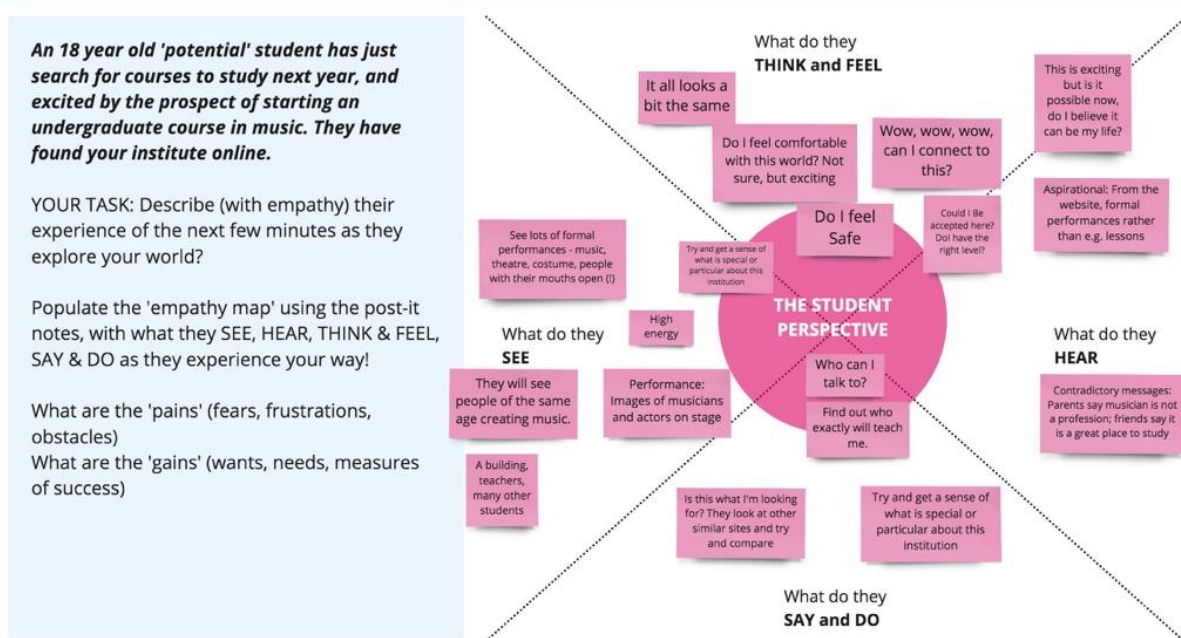 An 18 year old 'potential' student has just
search for courses to study next year, and
excited by the prospect of starting an
undergraduate course in music. They have
found your institute online.
YOUR TASK: Describe (with empathy) their
experience of the next few minutes as they
explore your world?
Populate the 'empathy map' using the post-it
notes, with what they SEE, HEAR, THINK & FEEL,
SAY & DO as they experience your way!
What are the 'pains' (fears, frustrations,
obstacles)
What are the 'gains' (wants, needs, measures
of success)
What do they
THINK and FEEL
It all looks a
bit the same
Do I feel comfortable
with this world? Not
sure, but exciting
Wow, wow, wow,
can I connect to
this?
This is exciting
but is it
possible now,
do I believe it
can be my life?
Do I feel
Safe
Could I Be
accepted here?
DoI have the
right level?
Aspirational: From the
website, formal
performances rather
than e.g. lessons
See lots of formal
performances - music,
theatre, costume, people
with their mouths open (!)
Try and get a sense of
what is special or
particular about this
institution
High
energy
What do they
SEE
THE STUDENT
PERSPECTIVE
What do they
HEAR
They will see
people of the same
age creating music.
Performance:
Images of musicians
and actors on stage
Who can I
talk to?
Find out who
exactly will teach
me.
Contradictory messages:
Parents say musician is not
a profession; friends say it
is a great place to study
A building,
teachers,
many other
students
Is this what I'm looking
for? They look at other
similar sites and try
and compare
Try and get a sense of
what is special or
particular about this
institution
What do they
SAY and DO